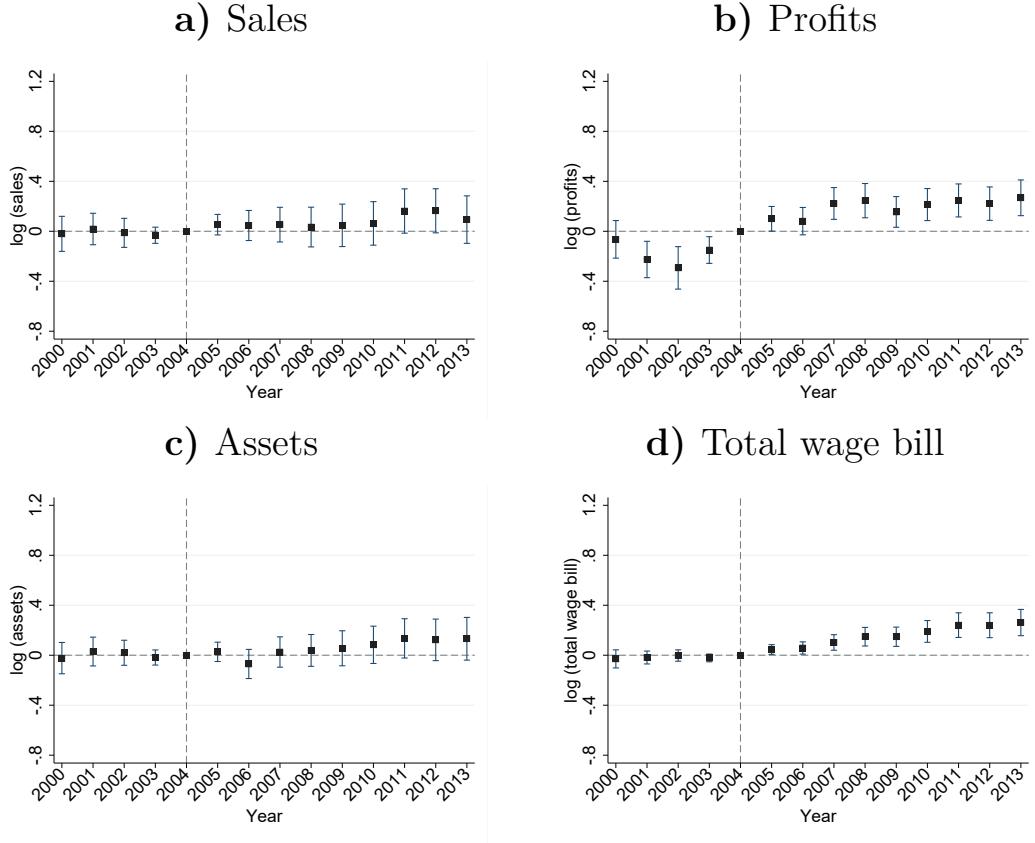 a) Sales
b) Profits
log (sales)
-.8 -.4 0 .4 .8 1.2
2000 2001 2002 2003 2004 2005 2006 2007 2008 2009 2010 2011 2012 2013
Year
log (profits)
-.8 -.4 0 .4 .8 1.2
2000 2001 2002 2003 2004 2005 2006 2007 2008 2009 2010 2011 2012 2013
Year
c) Assets
d) Total wage bill
log (assets)
-.8 -.4 0 .4 .8 1.2
2000 2001 2002 2003 2004 2005 2006 2007 2008 2009 2010 2011 2012 2013
Year
log (total wage bill)
-.8 -.4 0 .4 .8 1.2
2000 2001 2002 2003 2004 2005 2006 2007 2008 2009 2010 2011 2012 2013
Year